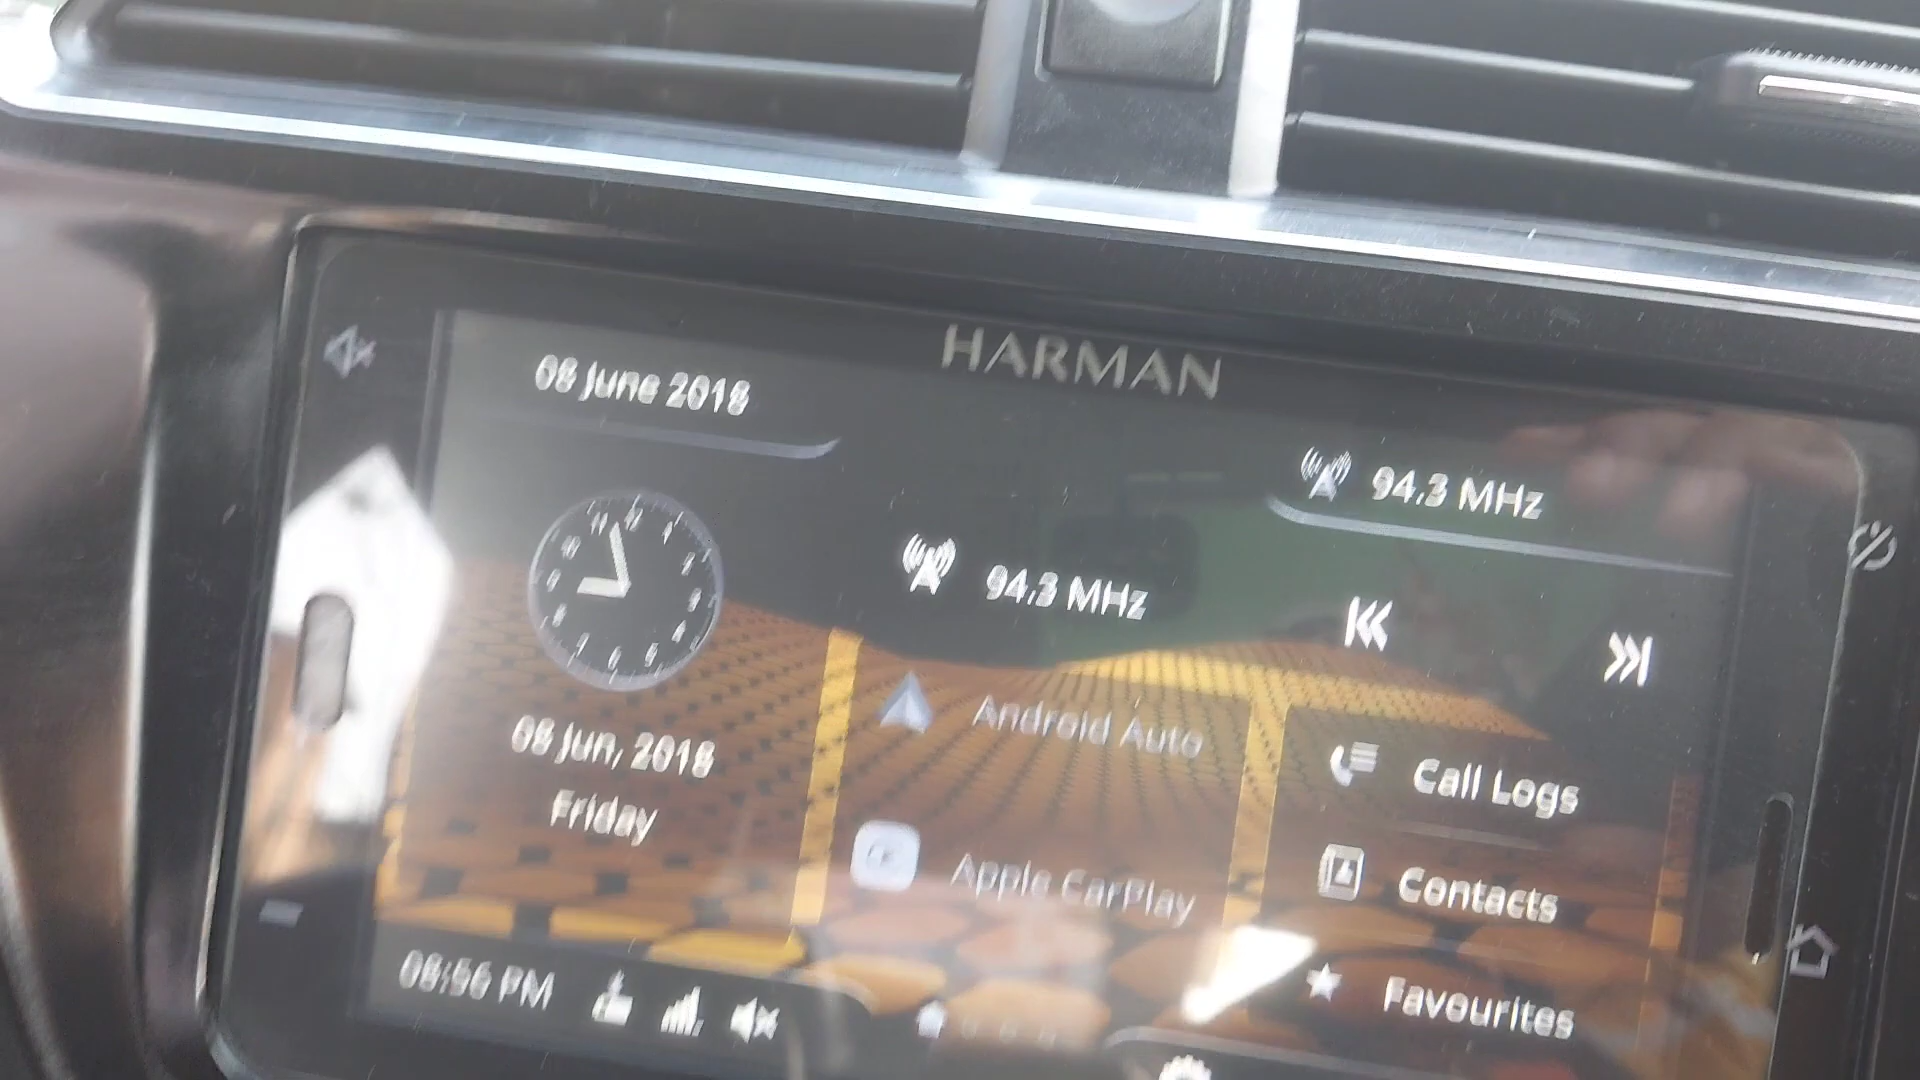 HARMAN
08 June 2018
94.3 MHz
94.3 MHz
Android Auto
08 Jun, 2018
Friday
Call Logs
Apple CarPlay
Contacts
Favourites
08:56 PM